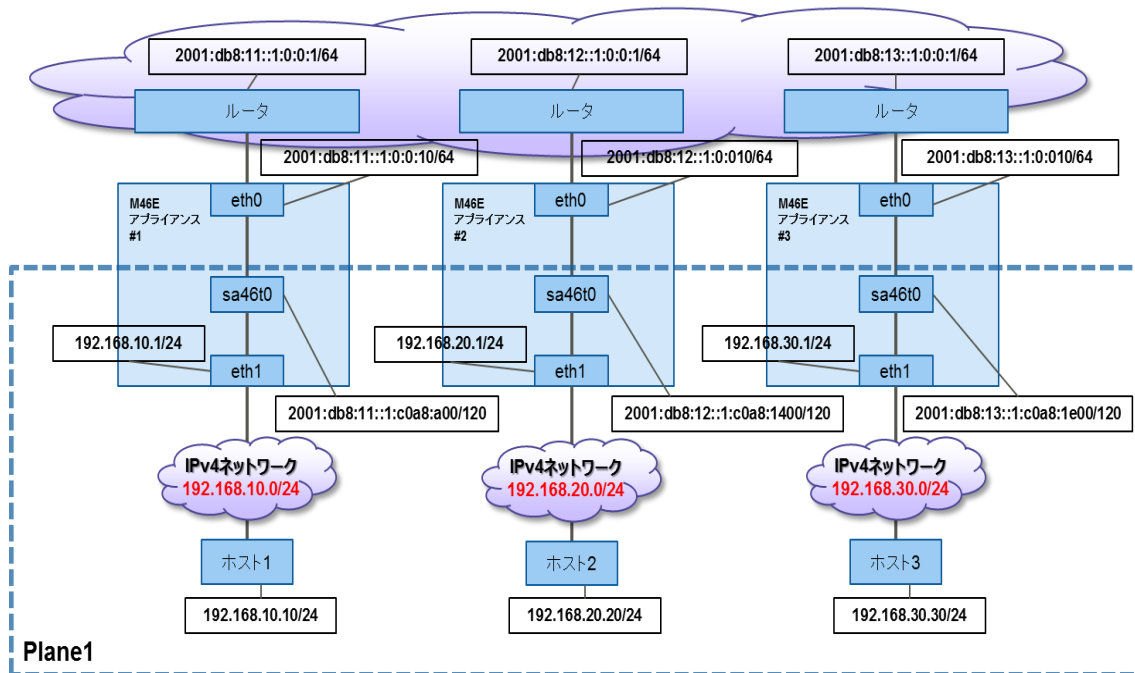 2001:db8:11::1:0:0:1/64
2001:db8:12::1:0:0:1/64
2001:db8:13::1:0:0:1/64
ルータ
ルータ
ルータ
2001:db8:11::1:0:0:10/64
2001:db8:12::1:0:010/64
2001:db8:13::1:0:010/64
M46E
アプライアンス
#1
eth0
M46E
アプライアンス
#2
eth0
M46E
アプライアンス
#3
eth0
sa46t0
sa46t0
sa46t0
192.168.10.1/24
192.168.20.1/24
192.168.30.1/24
eth1
eth1
eth1
2001:db8:11::1:c0a8:a00/120
2001:db8:12::1:c0a8:1400/120
2001:db8:13::1:c0a8:1e00/120
IPv4ネットワーク
192.168.10.0/24
IPv4ネットワーク
192.168.20.0/24
IPv4ネットワーク
192.168.30.0/24
ホスト1
ホスト2
ホスト3
192.168.10.10/24
192.168.20.20/24
192.168.30.30/24
Plane1